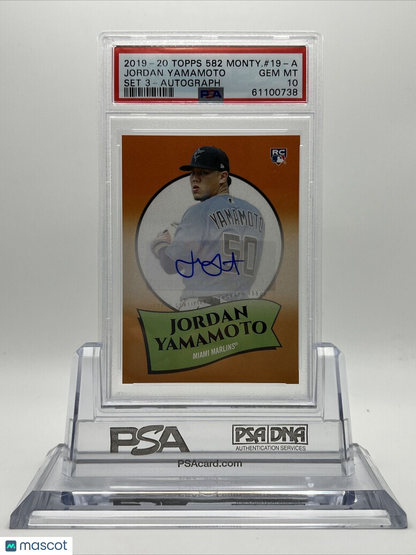 2019-20 TOPPS 582 MONTY.#19-A
JORDAN YAMAMOTO GEM MT
SET 3-AUTOGRAPH 10
PSA 61100738
RC
YAMAMOTO
50
JORDAN
YAMAMOTO
MIAMI MARLINS®
PSA PSA DNA
AUTHENTICATION SERVICES
PSAcard.com
mascot